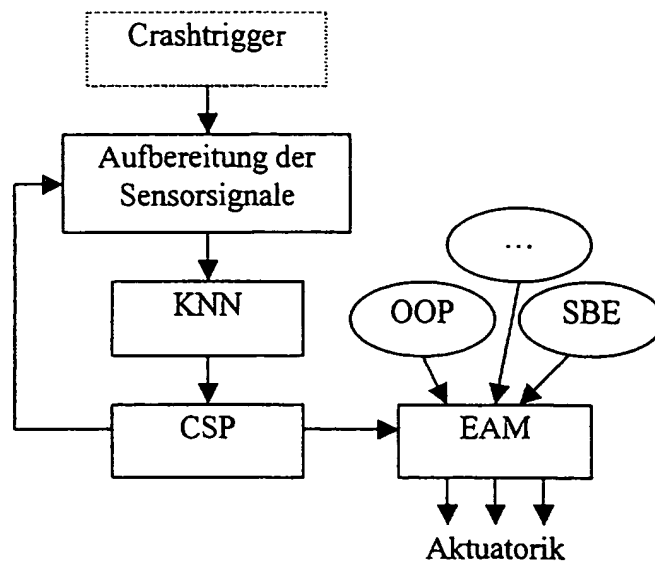 Crashtrigger
Aufbereitung der
Sensorsignale
...
KNN
OOP
SBE
CSP
EAM
Aktuatorik